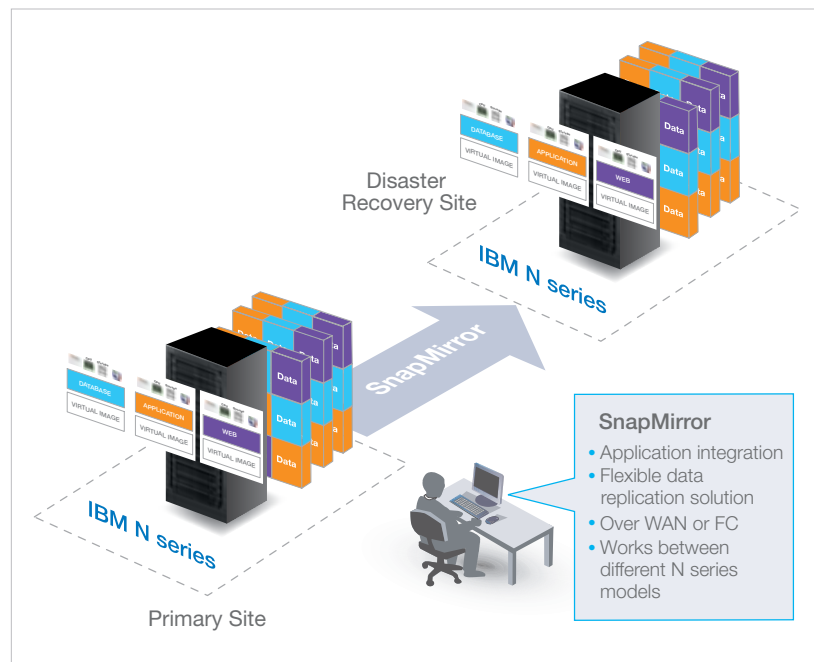 Disaster
Recovery Site
DATABASE
VIRTUAL IMAGE
APPLICATION
VIRTUAL IMAGE
WEB
VIRTUAL IMAGE
Data
Data
Data
Data
Data
IBM N series
SnapMirror
DATABASE
VIRTUAL IMAGE
APPLICATION
VIRTUAL IMAGE
WEB
VIRTUAL IMAGE
Data
Data
Data
IBM N series
Primary Site
SnapMirror
• Application integration
• Flexible data
replication solution
• Over WAN or FC
• Works between
different N series
models